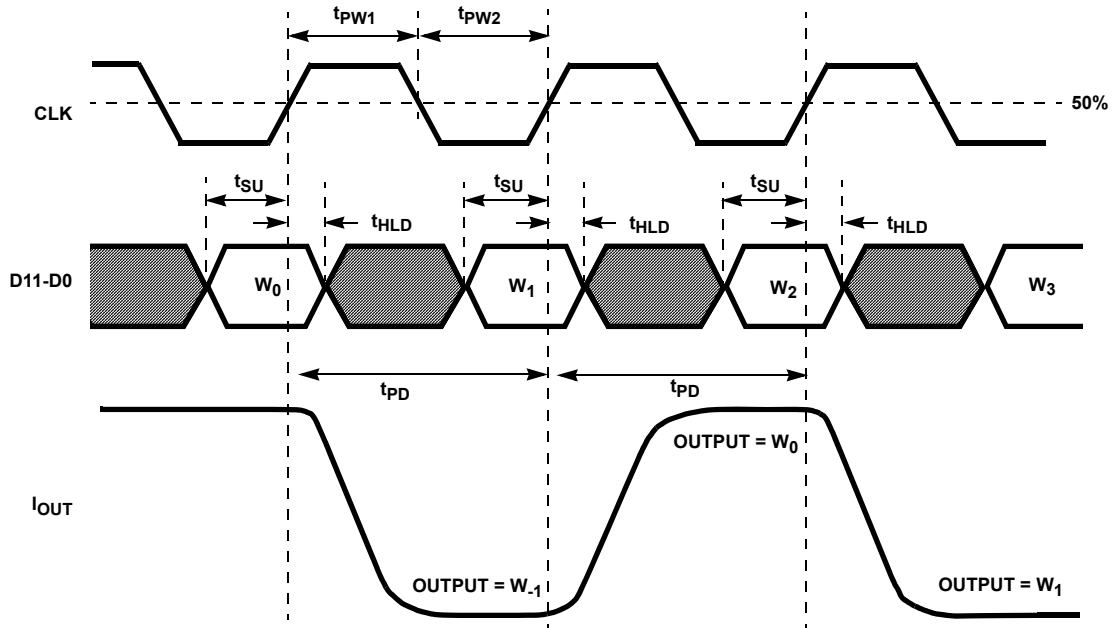 tPW1 tPW2
CLK
50%
tSU tSU tSU
tHLD tHLD tHLD
D11-D0
W0 W1 W2 W3
tPD tPD
OUTPUT = W0
IOUT
OUTPUT = W-1 OUTPUT = W1